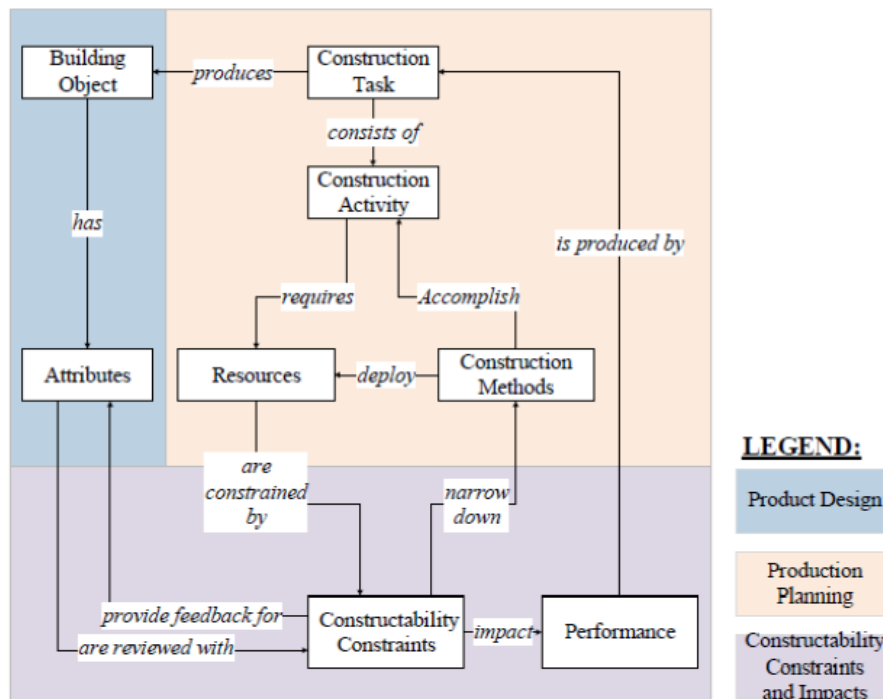 Building
Object
produces
Construction
Task
consists of
Construction
Activity
has
is produced by
requires
Accomplish
Attributes
Resources
deploy
Construction
Methods
are
constrained
by
narrow
down
provide feedback for
are reviewed with
Constructability
Constraints
impact
Performance
LEGEND:
Product Design
Production
Planning
Constructability
Constraints
and Impacts